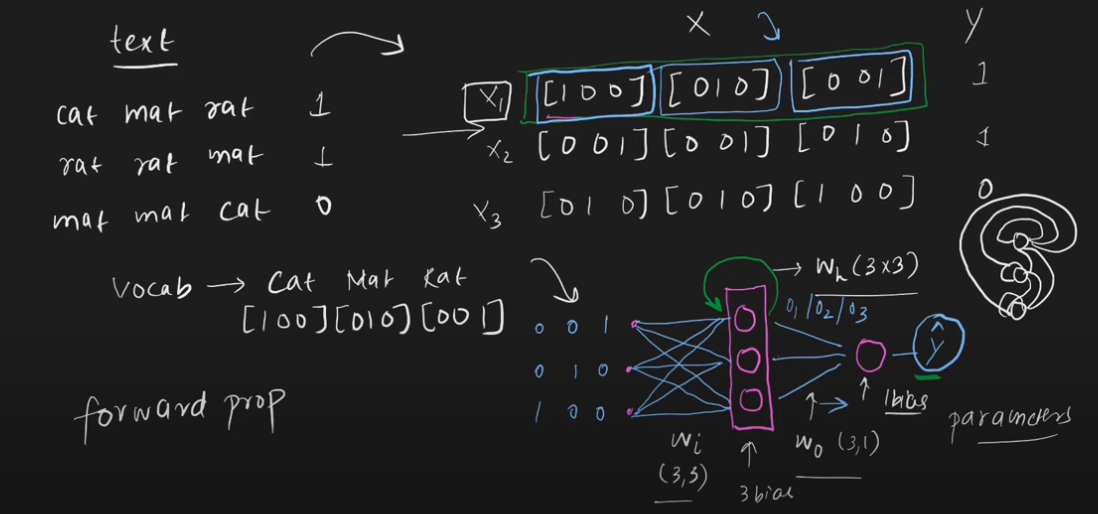 text
X Y
cat mat rat 1
X1 [1 0 0] [0 1 0] [0 0 1] 1
rat rat mat 1
X2 [0 0 1] [0 0 1] [0 1 0] 1
mat mat cat 0
X3 [0 1 0] [0 1 0] [1 0 0] 0
Vocab → Cat Mat Rat
[1 0 0] [0 1 0] [0 0 1]
→ Wh (3x3)
O1/O2/O3
0 0 1
0 1 0
1 0 0
Ŷ
forward prop
Wi
(3,3)
3 bias
Wo (3,1)
1 bias
parameters